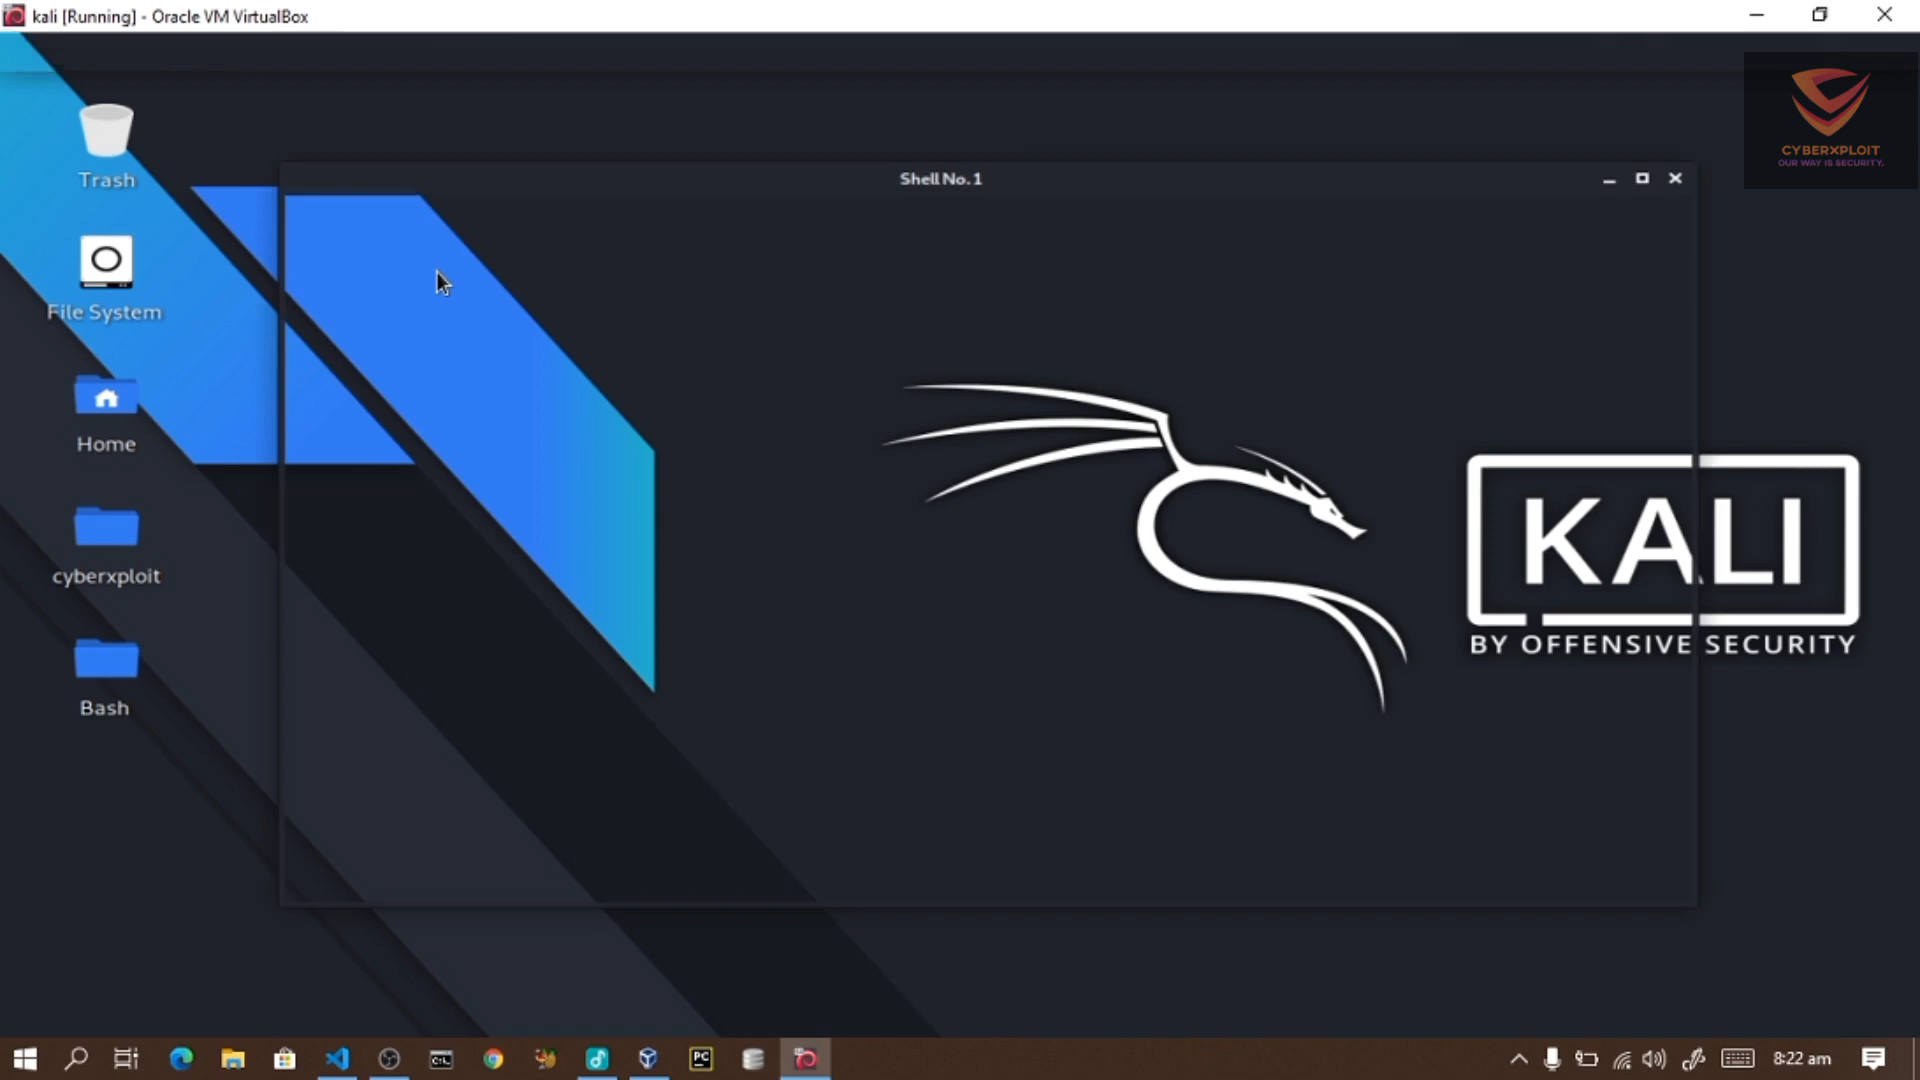 kali [Running] - Oracle VM VirtualBox
CYBERXPLOIT
OUR WAY IS SECURITY.
Trash
Shell No. 1
File System
Home
KALI
cyberxploit
BY OFFENSIVE SECURITY
Bash
C:\_
PC
8:22 am